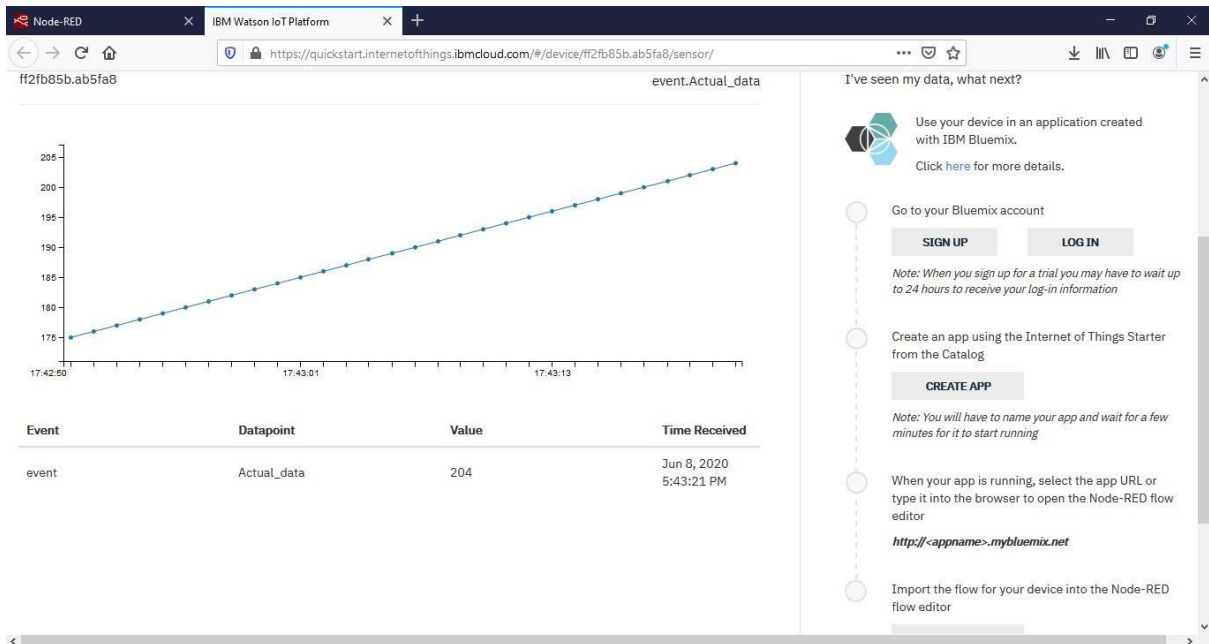 Node-RED
IBM Watson IoT Platform
https://quickstart.internetofthings.ibmcloud.com/#/device/ff2fb85b.ab5fa8/sensor/
ff2fb85b.ab5fa8
event.Actual_data
205
200
195
190
185
180
175
17:42:50
17:43:01
17:43:13
Event Datapoint Value Time Received
event Actual_data 204 Jun 8, 2020
5:43:21 PM
I've seen my data, what next?
Use your device in an application created
with IBM Bluemix.
Click here for more details.
Go to your Bluemix account
SIGN UP LOG IN
Note: When you sign up for a trial you may have to wait up
to 24 hours to receive your log-in information
Create an app using the Internet of Things Starter
from the Catalog
CREATE APP
Note: You will have to name your app and wait for a few
minutes for it to start running
When your app is running, select the app URL or
type it into the browser to open the Node-RED flow
editor
http://<appname>.mybluemix.net
Import the flow for your device into the Node-RED
flow editor